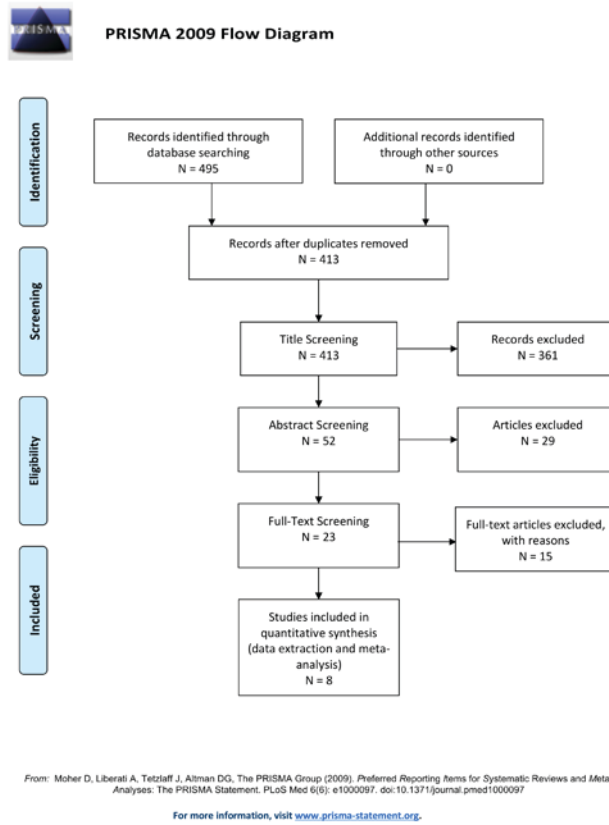 PRISMA
PRISMA 2009 Flow Diagram
Identification
Records identified through
database searching
N = 495
Additional records identified
through other sources
N = 0
Records after duplicates removed
N = 413
Screening
Title Screening
N = 413
Records excluded
N = 361
Eligibility
Abstract Screening
N = 52
Articles excluded
N = 29
Full-Text Screening
N = 23
Full-text articles excluded,
with reasons
N = 15
Included
Studies included in
quantitative synthesis
(data extraction and meta-
analysis)
N = 8
From: Moher D, Liberati A, Tetzlaff J, Altman DG, The PRISMA Group (2009). Preferred Reporting Items for Systematic Reviews and Meta
Analyses: The PRISMA Statement. PLoS Med 6(6): e1000097. doi:10.1371/journal.pmed1000097
For more information, visit www.prisma-statement.org.